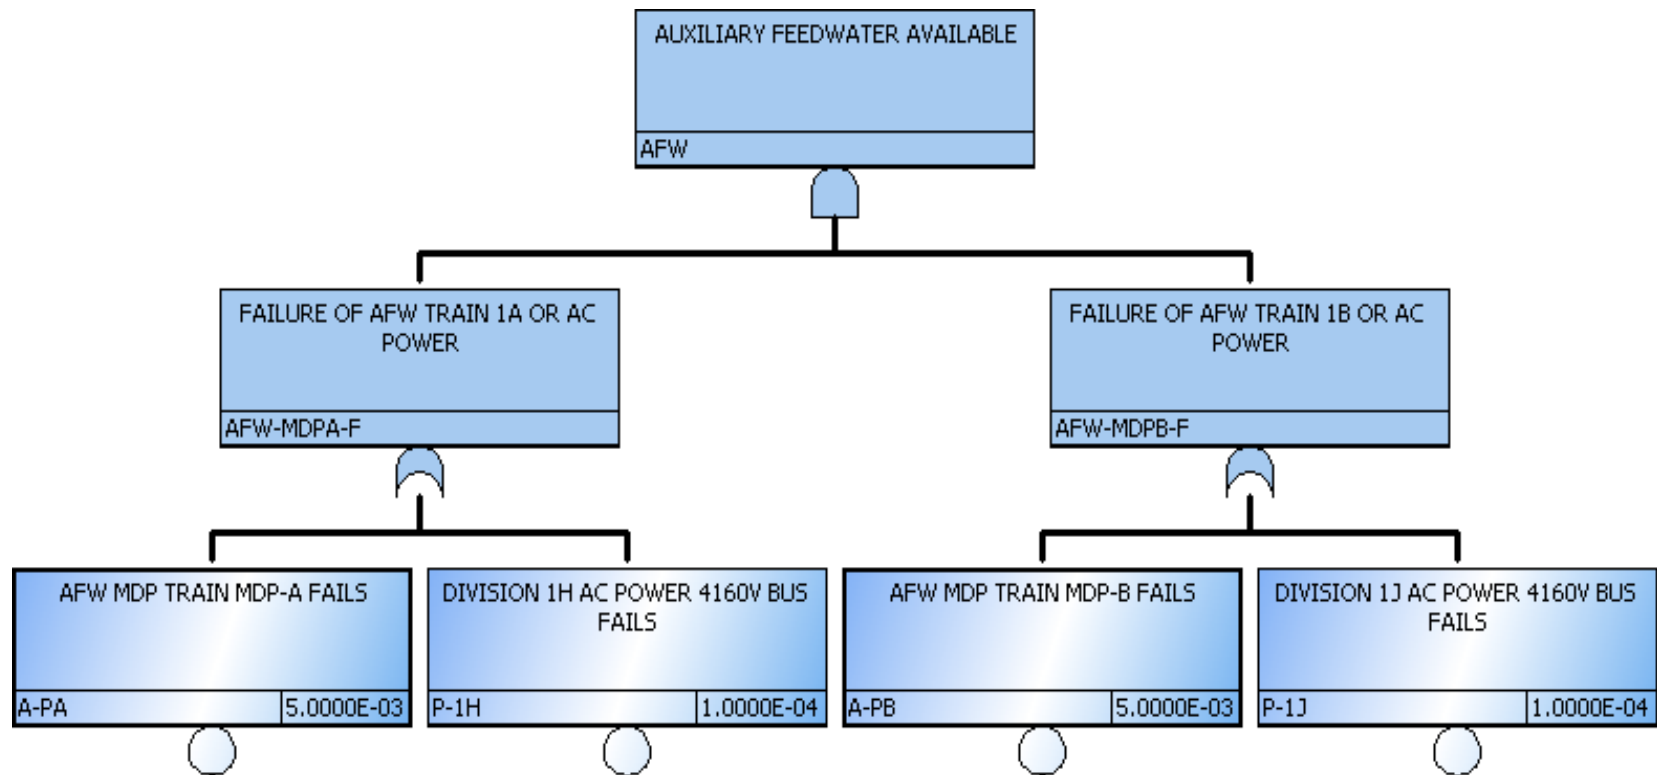 AUXILIARY FEEDWATER AVAILABLE
AFW
FAILURE OF AFW TRAIN 1A OR AC
POWER
AFW-MDPA-F
FAILURE OF AFW TRAIN 1B OR AC
POWER
AFW-MDPB-F
AFW MDP TRAIN MDP-A FAILS
A-PA 5.0000E-03
DIVISION 1H AC POWER 4160V BUS
FAILS
P-1H 1.0000E-04
AFW MDP TRAIN MDP-B FAILS
A-PB 5.0000E-03
DIVISION 1J AC POWER 4160V BUS
FAILS
P-1J 1.0000E-04